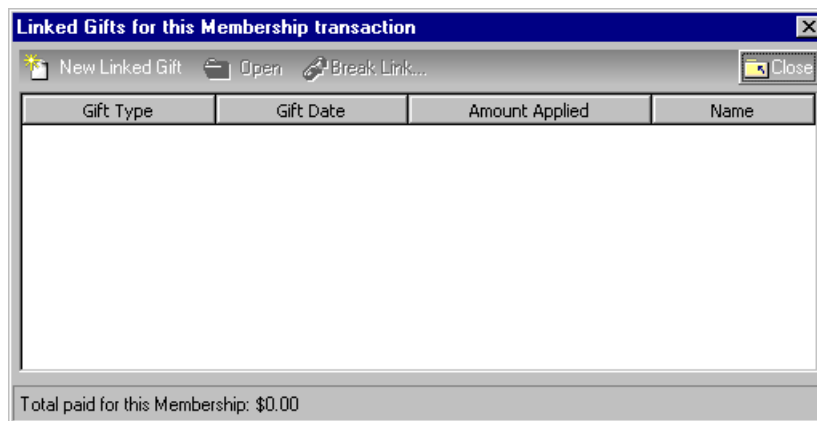 Linked Gifts for this Membership transaction
New Linked Gift Open Break Link... Close
Gift Type Gift Date Amount Applied Name
Total paid for this Membership: $0.00